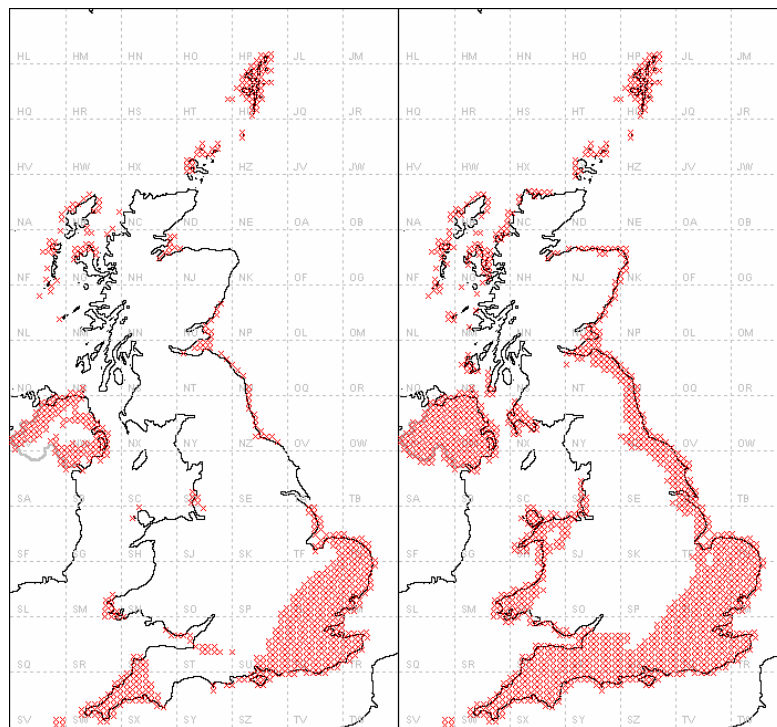 HL HM HN HO HP JL JM HL HM HN HO HP JL JM
HQ HR HS HT HU JQ JR HQ HR HS HT HU JQ JR
HV HW HX HZ JV JW HV HW HX HZ JV JW
NA NC ND NE OA OB NA NC ND NE OA OB
NF NH NJ OF OG NF NH NJ OF OG
NL NM NN NP OL OM NL NM NN NP OL OM
NQ NS NT OQ OR NS NT OQ OR
NX NY NZ OV OW NX NY OV OW
SA SC SE TB SA SC SE TB
SF SG SH SJ SK TF SF SG SJ SK
SL SM SO SP SL SM SO SP
SQ SR ST SU TR SQ SR ST SU TR
SV SW SX SY SZ TV SV SW SX SY SZ TV